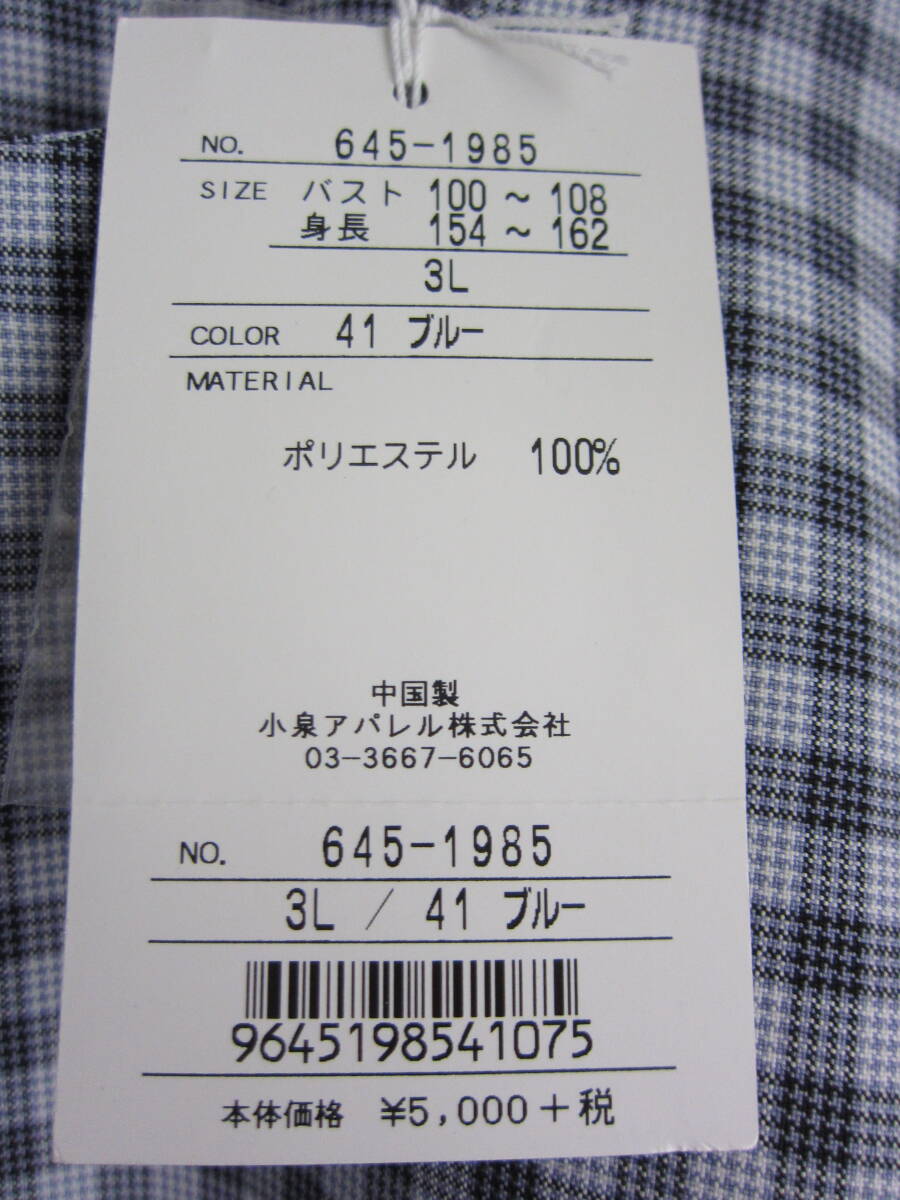 NO. 645-1985
SIZE バスト 100 ~ 108
身長 154 ~ 162
3L
COLOR 41 ブルー
MATERIAL
ポリエステル 100%
中国製
小泉アパレル株式会社
03-3667-6065
NO. 645-1985
3L / 41 ブルー
9645198541075
本体価格 ¥5,000+税